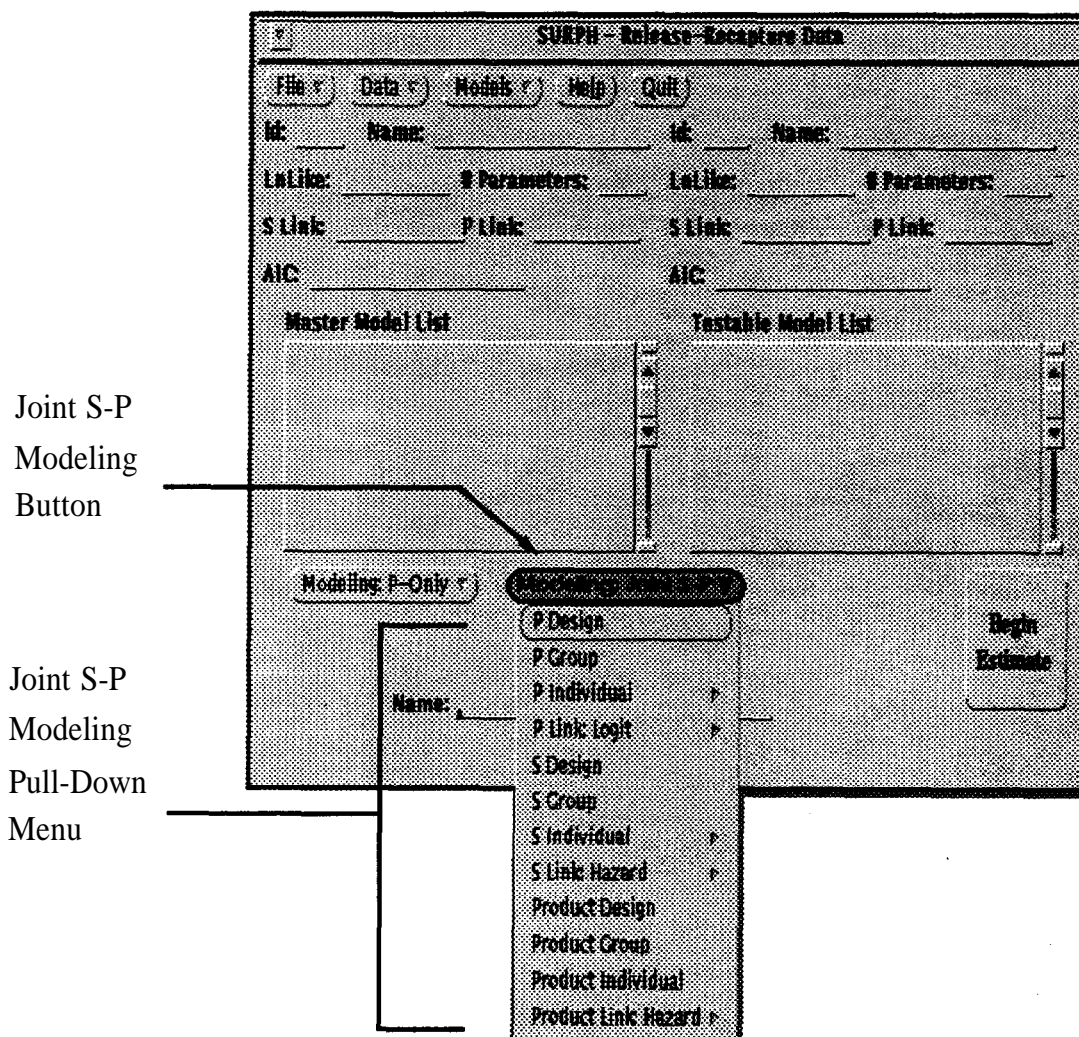 SURPH - Release-Recapture Data
File Data Models Help Quit
Id: Name: Id: Name:
LnLike: # Parameters: LnLike: # Parameters:
S Link: P Link: S Link: P Link:
AIC: AIC:
Master Model List Testable Model List
Joint S-P
Modeling
Button
Modeling: P-Only
P Design
P Group
P Individual
P Link: Logit
S Design
S Group
S Individual
S Link: Hazard
Product Design
Product Group
Product Individual
Product Link: Hazard
Begin
Estimate
Name:
Joint S-P
Modeling
Pull-Down
Menu